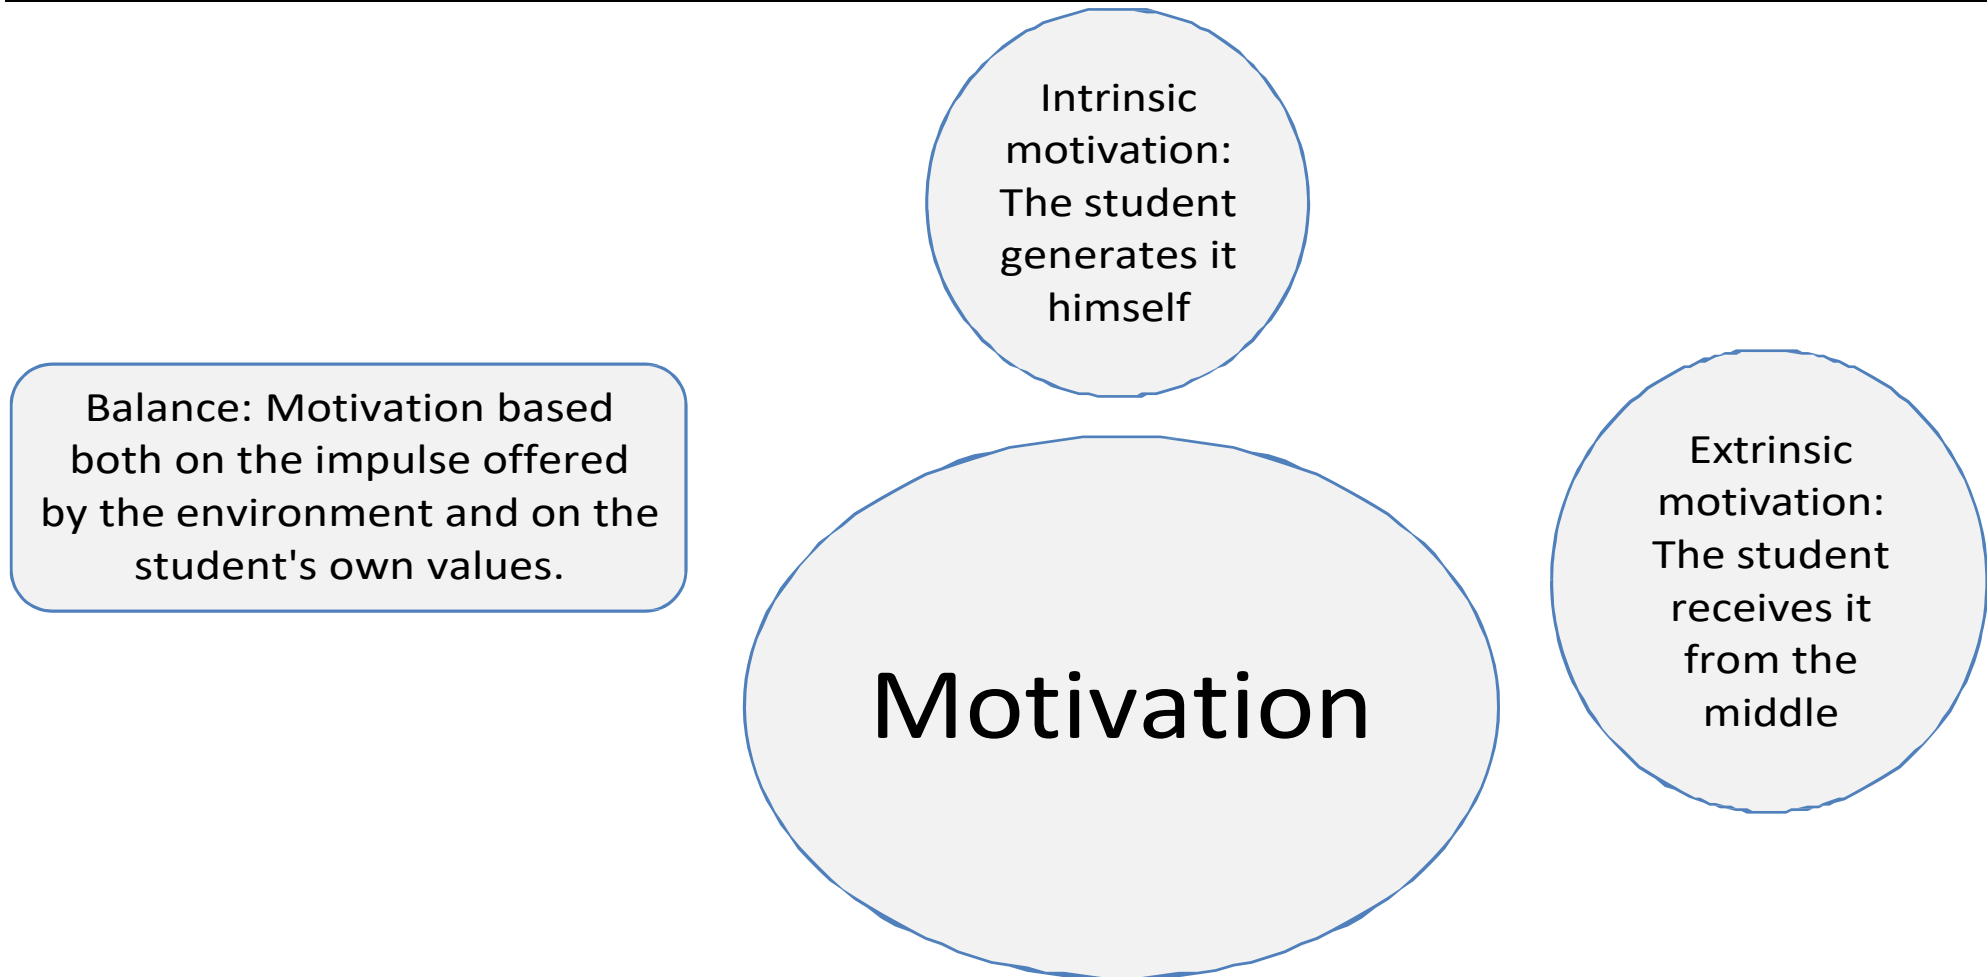 Intrinsic
motivation:
The student
generates it
himself
Balance: Motivation based
both on the impulse offered
by the environment and on the
student's own values.
Extrinsic
motivation:
The student
receives it
from the
middle
Motivation